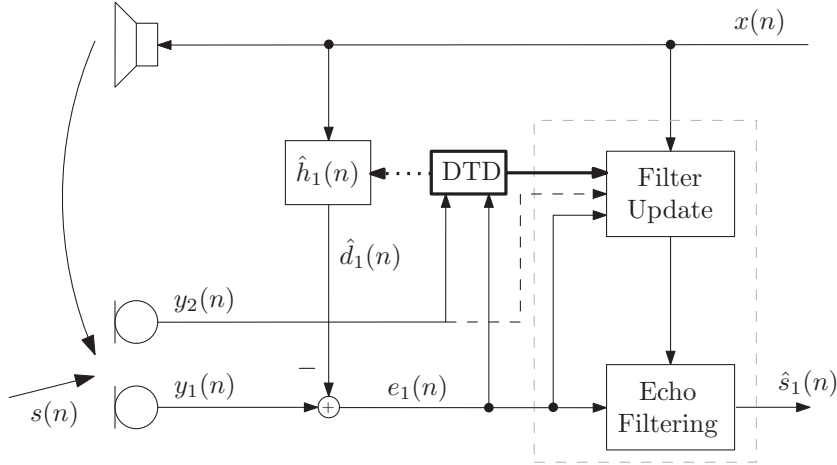 x(n)
ĥ₁(n)
DTD
Filter
Update
d̂₁(n)
y₂(n)
−
y₁(n)
+
e₁(n)
s(n)
Echo
Filtering
ŝ₁(n)